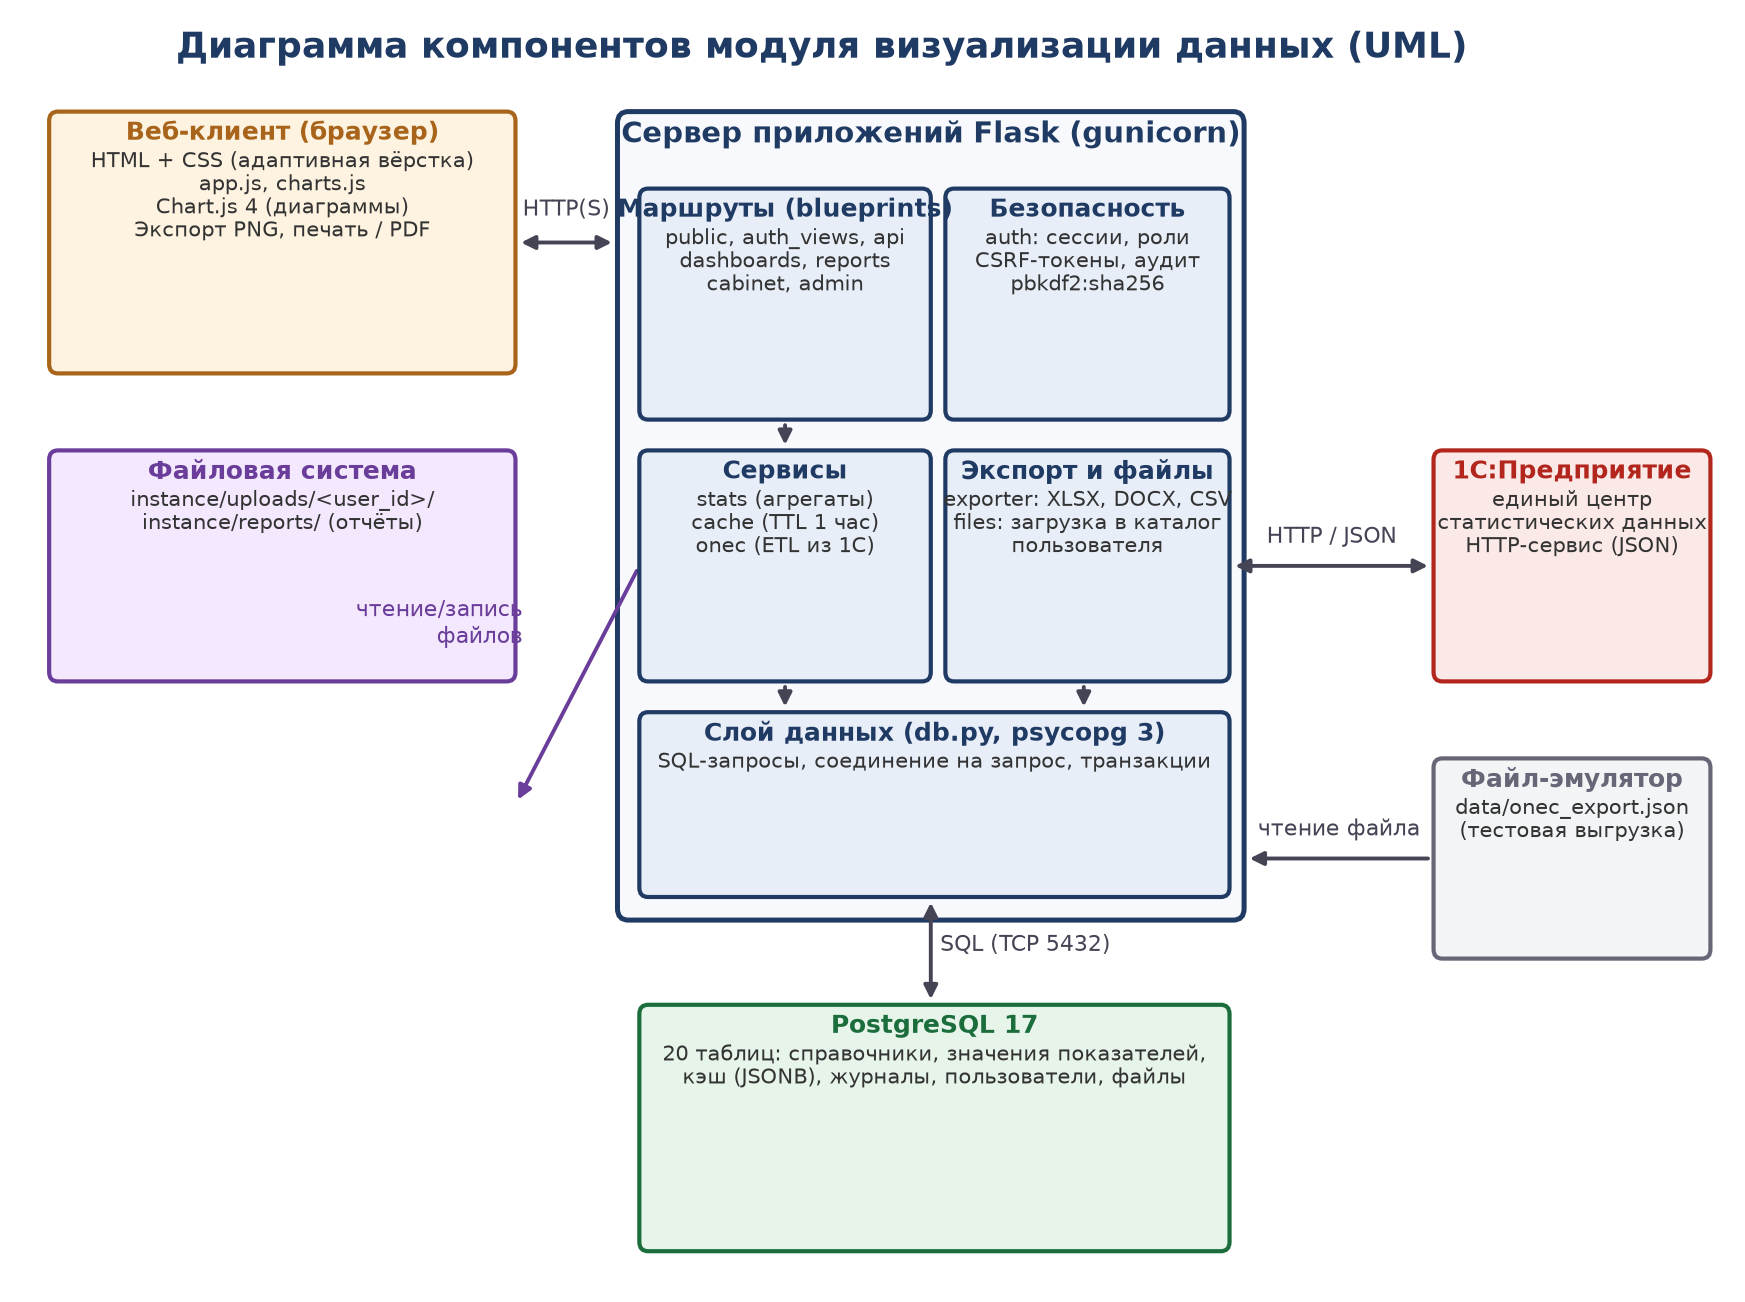 Диаграмма компонентов модуля визуализации данных (UML)
Веб-клиент (браузер)
HTML + CSS (адаптивная вёрстка)
app.js, charts.js
Chart.js 4 (диаграммы)
Экспорт PNG, печать / PDF
HTTP(S)
Сервер приложений Flask (gunicorn)
Маршруты (blueprints)
public, auth_views, api
dashboards, reports
cabinet, admin
Безопасность
auth: сессии, роли
CSRF-токены, аудит
pbkdf2:sha256
Файловая система
instance/uploads/<user_id>/
instance/reports/ (отчёты)
чтение/запись
файлов
Сервисы
stats (агрегаты)
cache (TTL 1 час)
onec (ETL из 1С)
Экспорт и файлы
exporter: XLSX, DOCX, CSV
files: загрузка в каталог
пользователя
HTTP / JSON
1С:Предприятие
единый центр
статистических данных
HTTP-сервис (JSON)
Слой данных (db.py, psycopg 3)
SQL-запросы, соединение на запрос, транзакции
чтение файла
Файл-эмулятор
data/onec_export.json
(тестовая выгрузка)
SQL (TCP 5432)
PostgreSQL 17
20 таблиц: справочники, значения показателей,
кэш (JSONB), журналы, пользователи, файлы